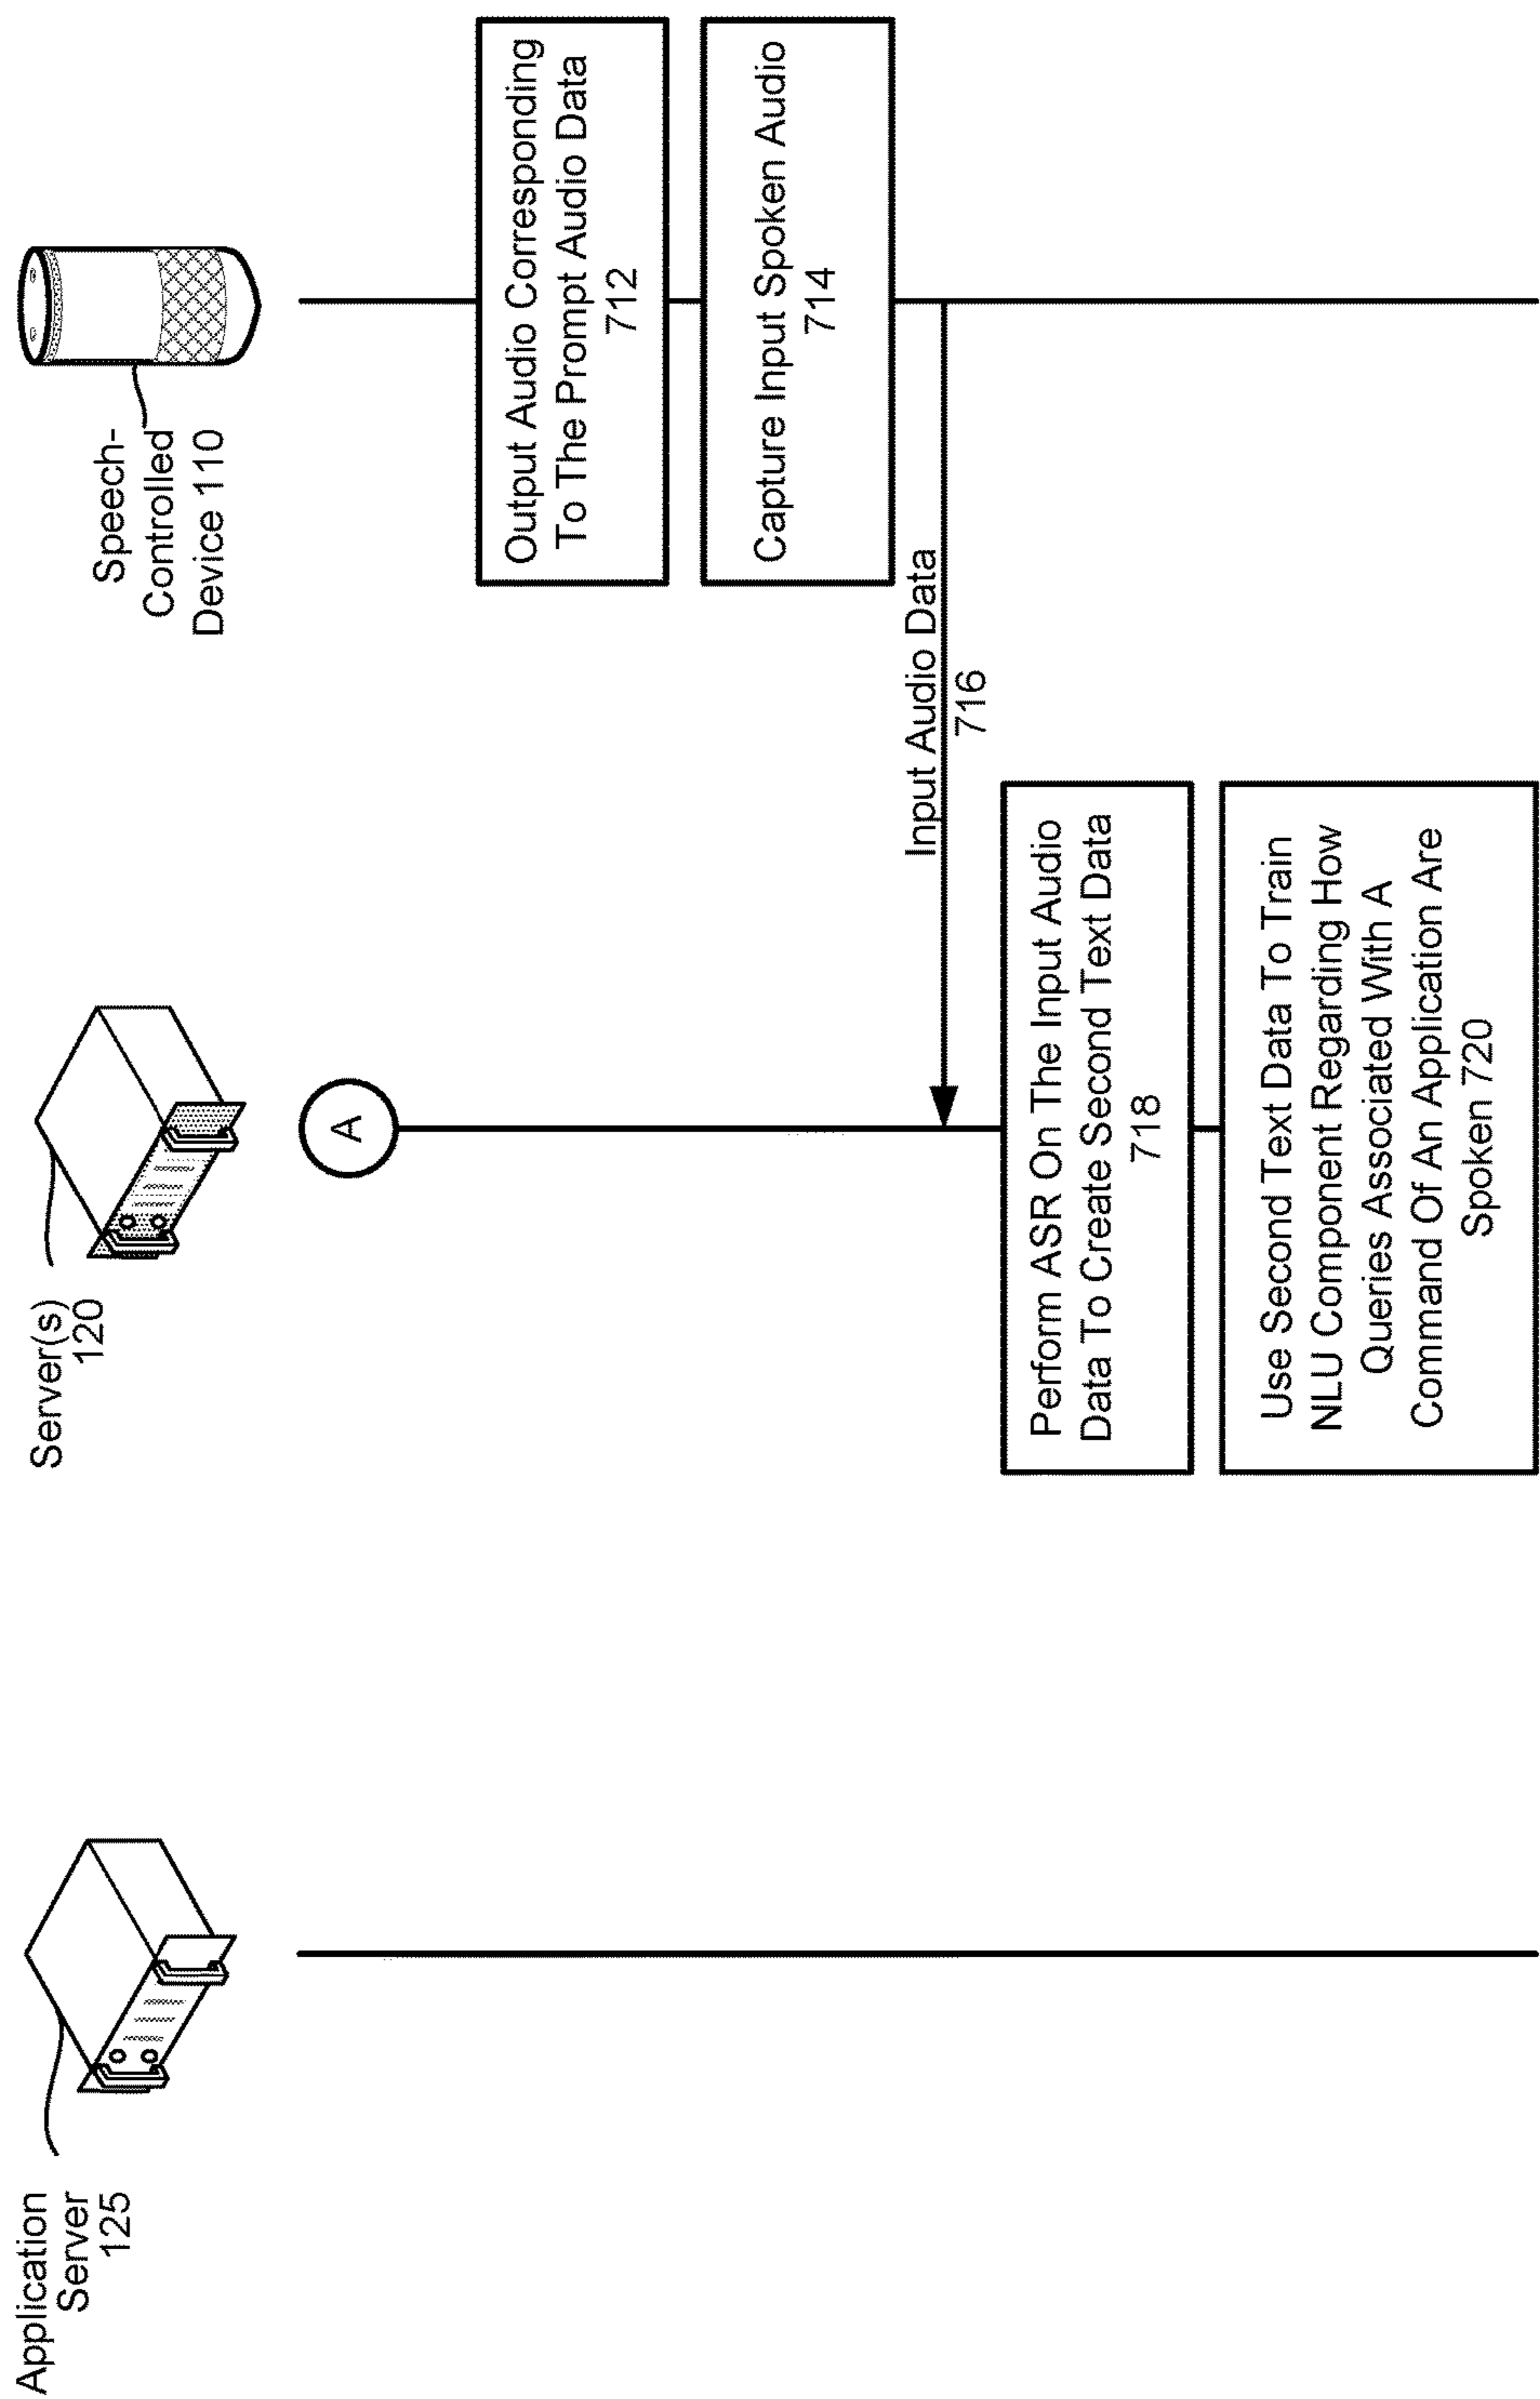 Application
Server
125
Server(s)
120
Speech-
Controlled
Device 110
A
Output Audio Corresponding
To The Prompt Audio Data
712
Capture Input Spoken Audio
714
Input Audio Data
716
Perform ASR On The Input Audio
Data To Create Second Text Data
718
Use Second Text Data To Train
NLU Component Regarding How
Queries Associated With A
Command Of An Application Are
Spoken 720